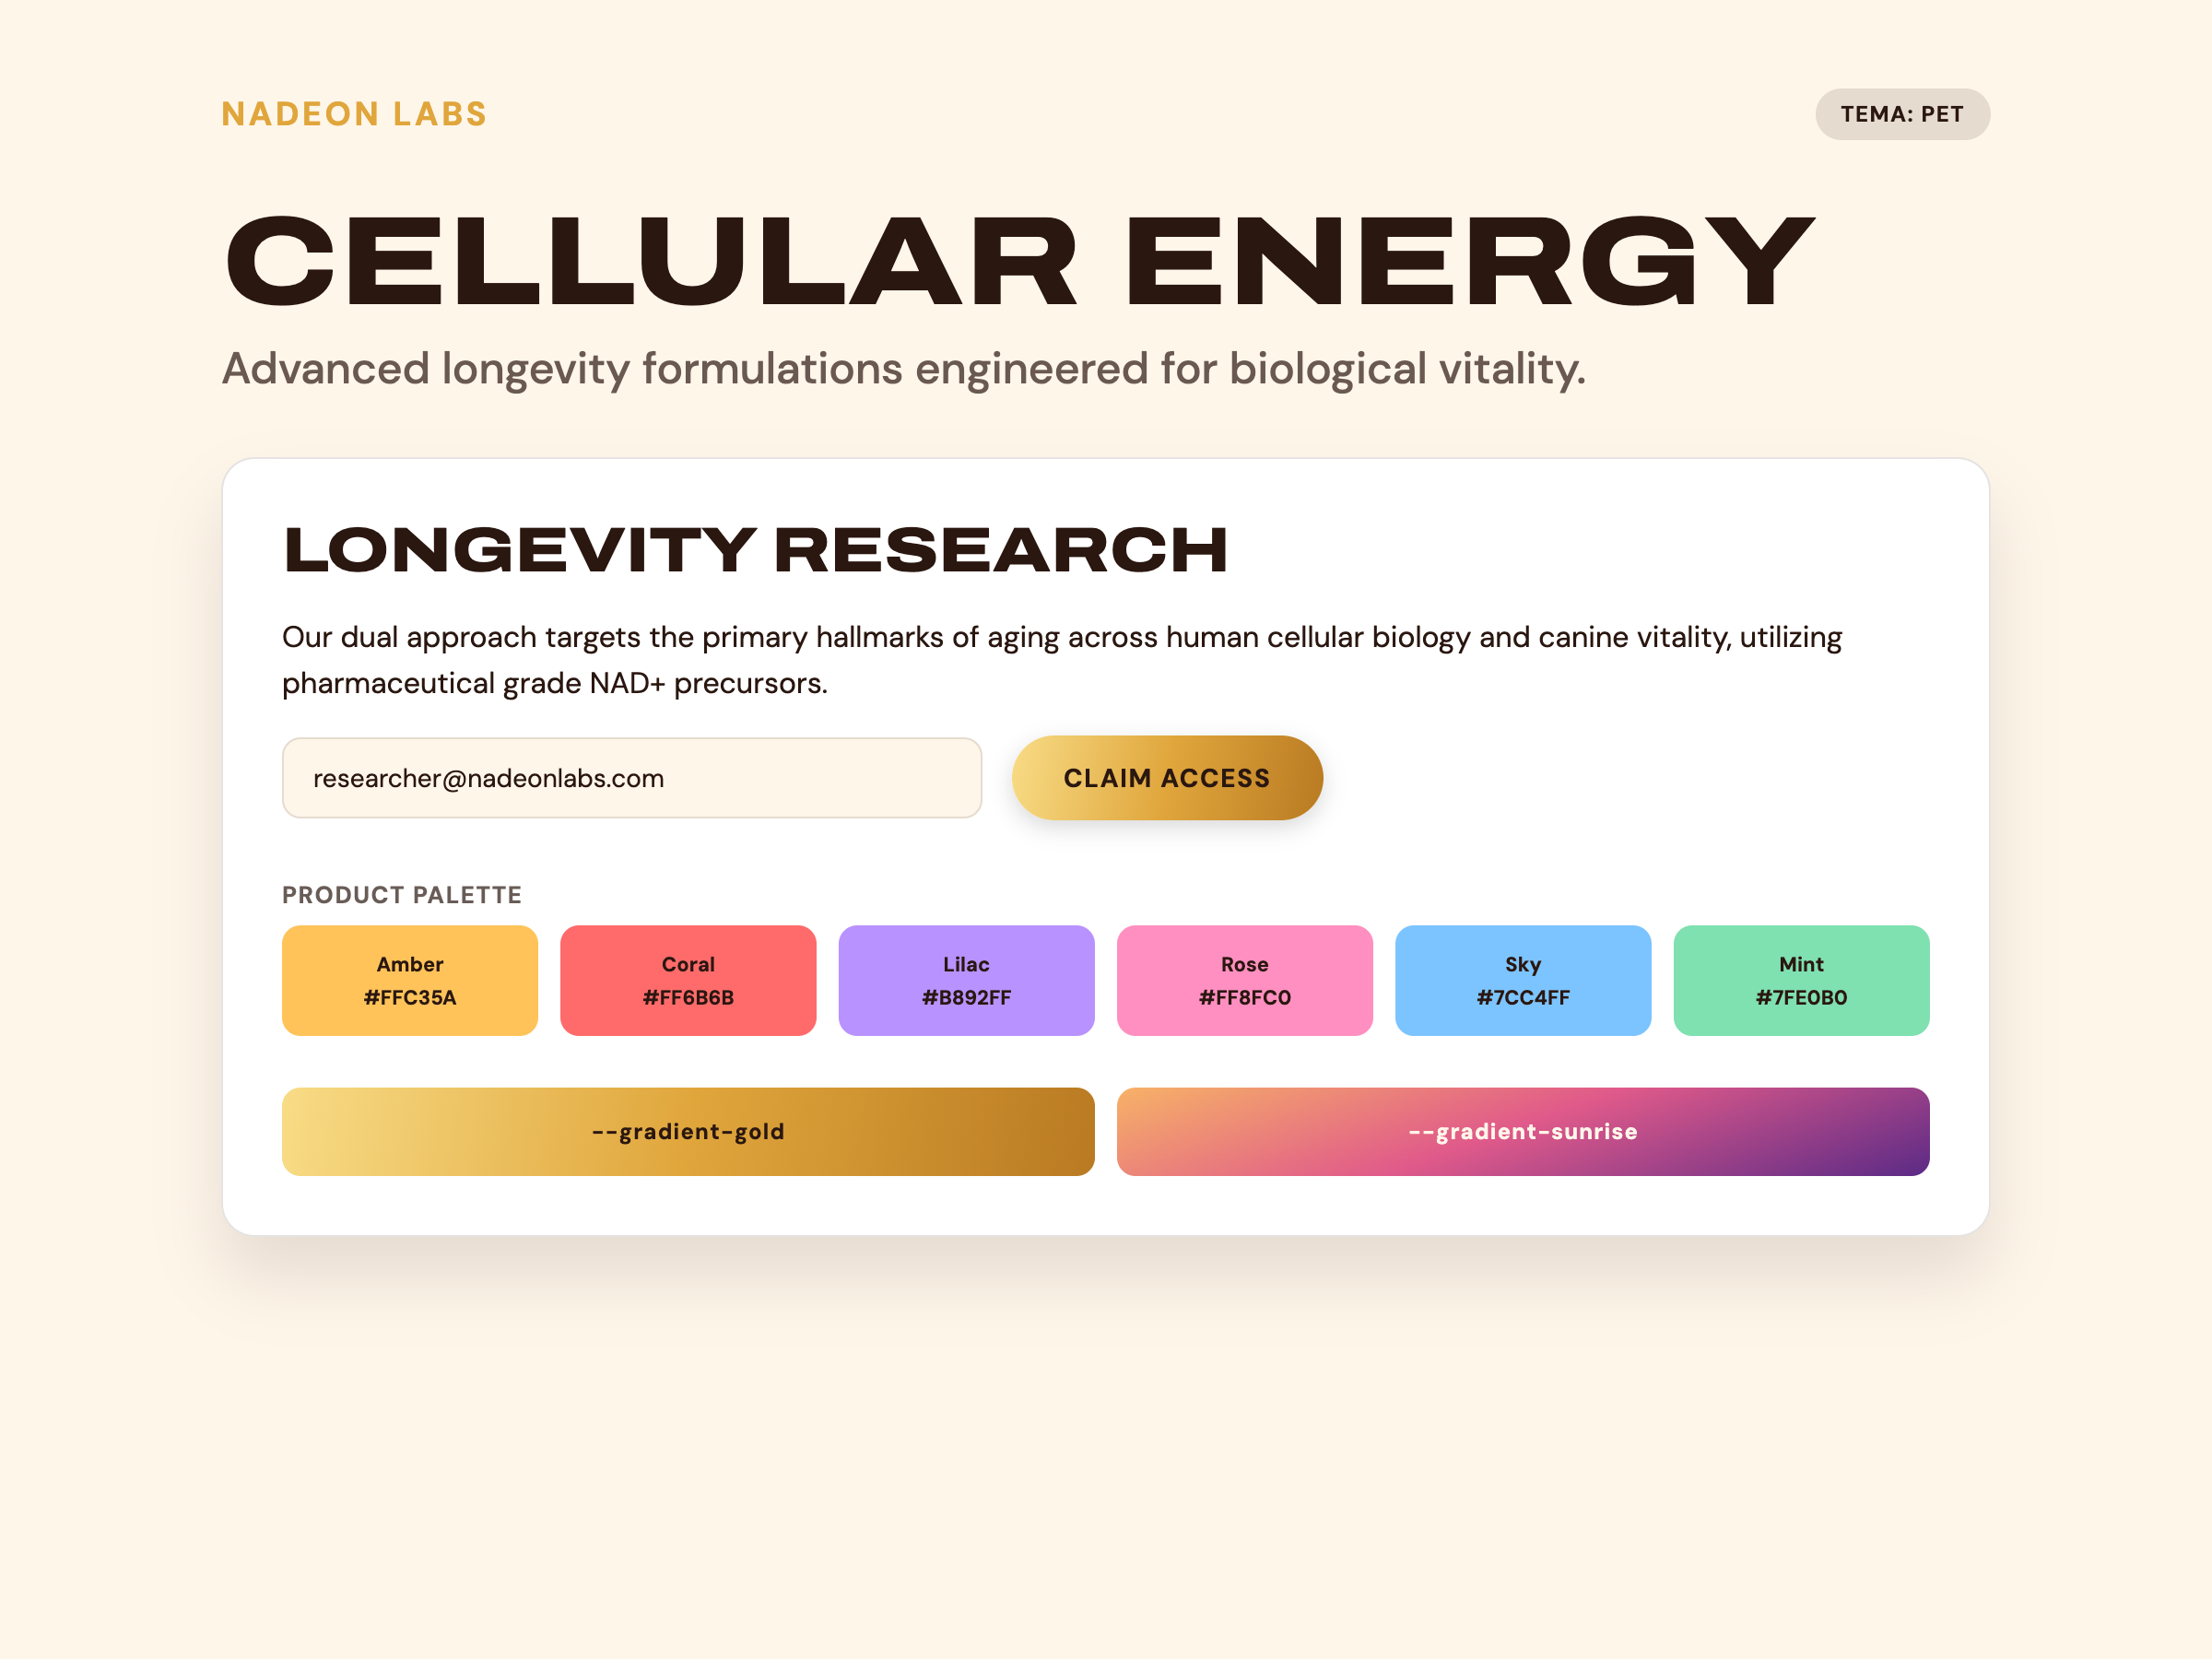 NADEON LABS
TEMA: PET
CELLULAR ENERGY
Advanced longevity formulations engineered for biological vitality.
LONGEVITY RESEARCH
Our dual approach targets the primary hallmarks of aging across human cellular biology and canine vitality, utilizing
pharmaceutical grade NAD+ precursors.
researcher@nadeonlabs.com
CLAIM ACCESS
PRODUCT PALETTE
Amber
#FFC35A
Coral
#FF6B6B
Lilac
#B892FF
Rose
#FF8FC0
Sky
#7CC4FF
Mint
#7FE0B0
--gradient-gold
--gradient-sunrise